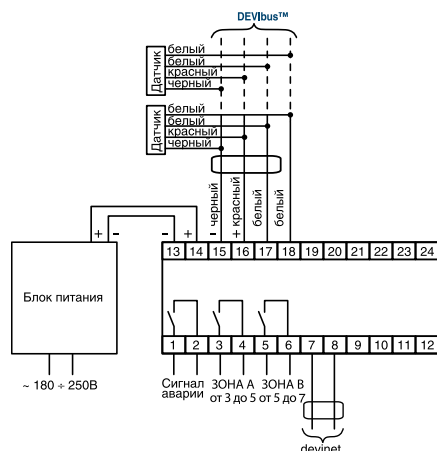 DEVIbus™
Датчик
белый
белый
красный
черный
Датчик
белый
белый
красный
черный
- черный
+ красный
белый
белый
+ - - +
13 14 15 16 17 18 19 20 21 22 23 24
Блок питания
1 2 3 4 5 6 7 8 9 10 11 12
~ 180 ÷ 250В
Сигнал аварии
ЗОНА А от 3 до 5
ЗОНА В от 5 до 7
devinet